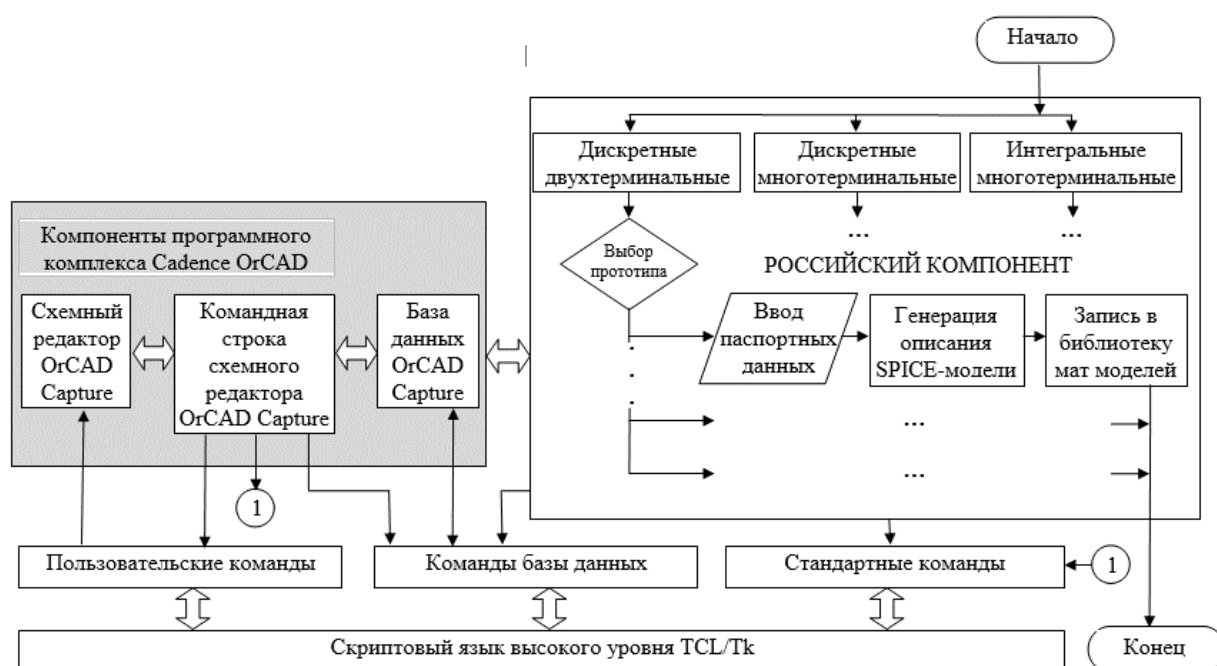 Начало
Дискретные
двухтерминальные
Дискретные
многотерминальные
Интегральные
многотерминальные
...
...
Компоненты программного
комплекса Cadence OrCAD
Выбор
прототипа
РОССИЙСКИЙ КОМПОНЕНТ
Схемный
редактор
OrCAD
Capture
Командная
строка
схемного
редактора
OrCAD Capture
База
данных
OrCAD
Capture
Ввод
паспортных
данных
Генерация
описания
SPICE-модели
Запись в
библиотеку
мат моделей
...
...
1
Пользовательские команды
Команды базы данных
Стандартные команды
1
Скриптовый язык высокого уровня TCL/Tk
Конец